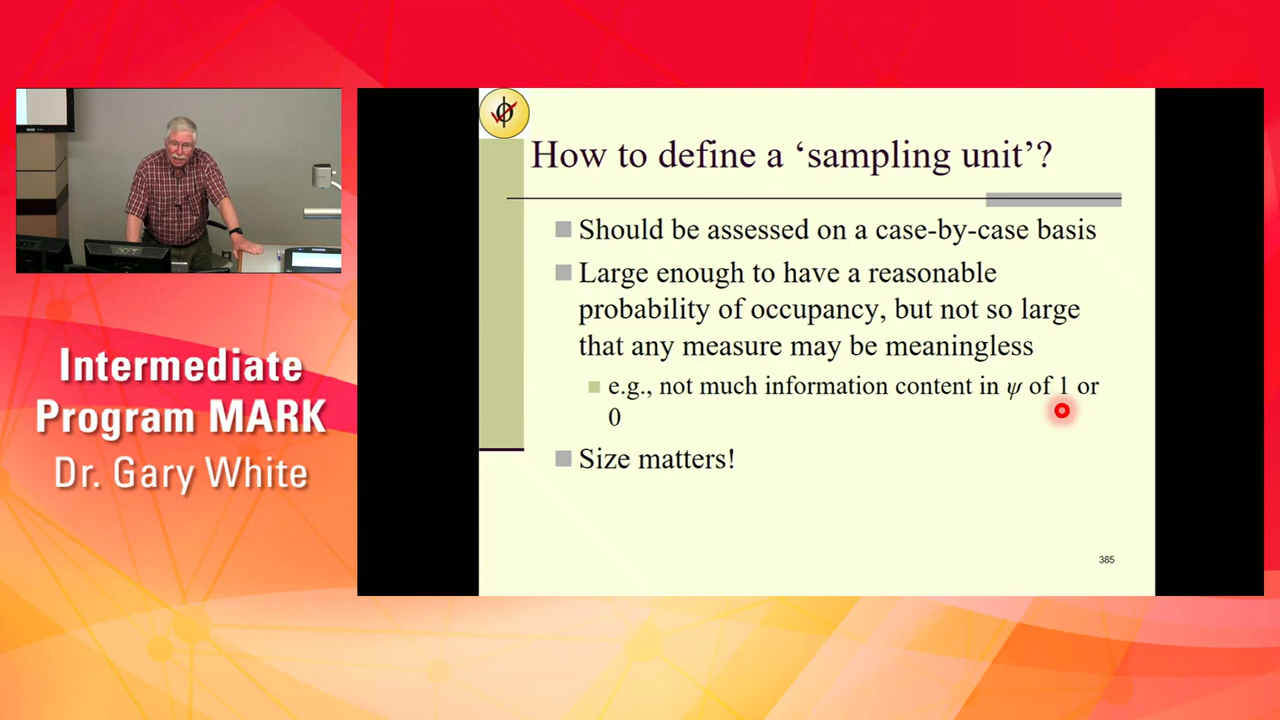 How to define a ‘sampling unit’?
Should be assessed on a case-by-case basis
Large enough to have a reasonable
probability of occupancy, but not so large
that any measure may be meaningless
e.g., not much information content in ψ of 1 or
0
Size matters!
385
Intermediate
Program MARK
Dr. Gary White